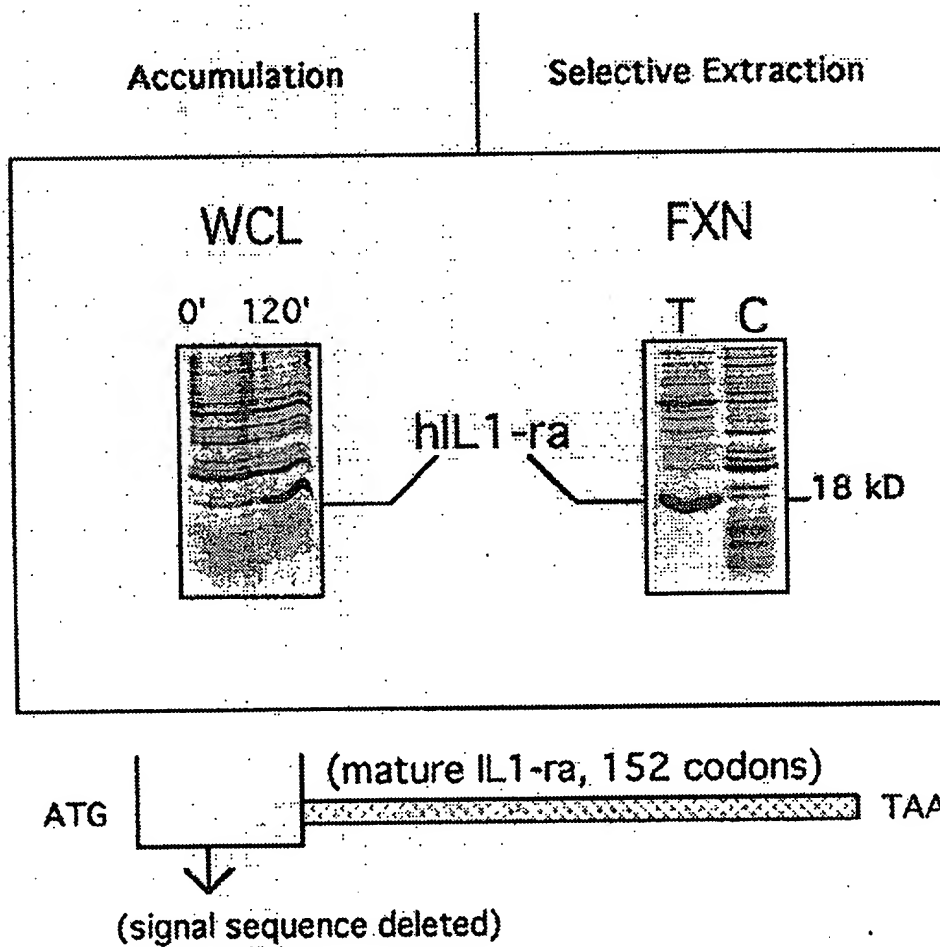 Accumulation
Selective Extraction
WCL
FXN
0' 120'
T C
hIL1-ra
18 kD
(mature IL1-ra, 152 codons)
ATG
TAA
(signal sequence deleted)